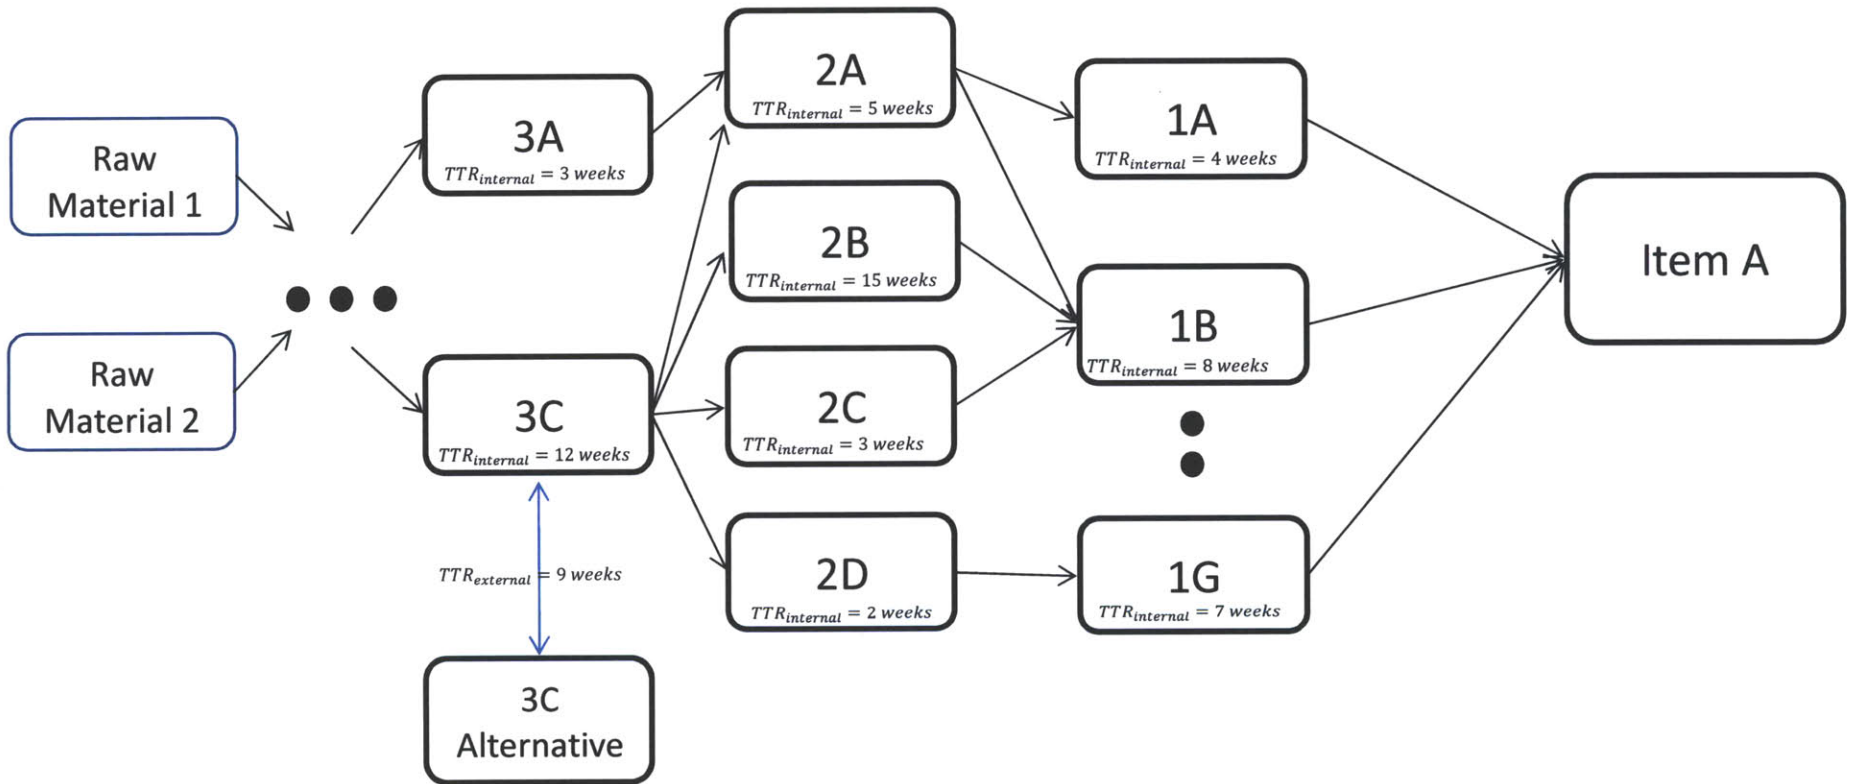 Raw
Material 1
Raw
Material 2
3A
TTR_internal = 3 weeks
3C
TTR_internal = 12 weeks
TTR_external = 9 weeks
3C
Alternative
2A
TTR_internal = 5 weeks
2B
TTR_internal = 15 weeks
2C
TTR_internal = 3 weeks
2D
TTR_internal = 2 weeks
1A
TTR_internal = 4 weeks
1B
TTR_internal = 8 weeks
1G
TTR_internal = 7 weeks
Item A